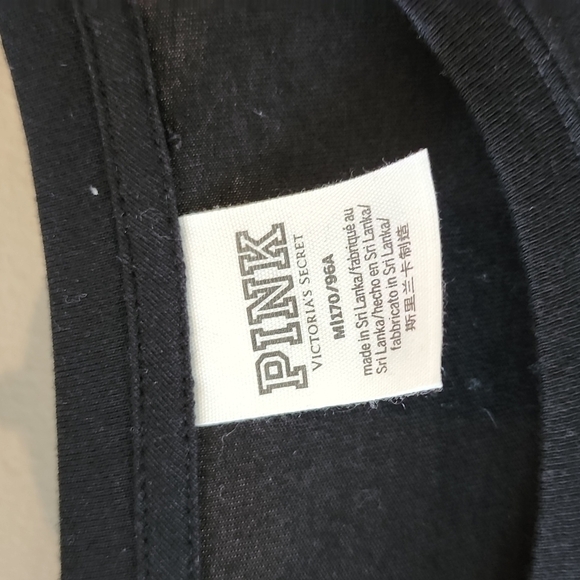 PINK
VICTORIA'S SECRET
M|170/96A
made in Sri Lanka/fabriqué au
Sri Lanka/hecho en Sri Lanka/
fabbricato in Sri Lanka/
斯里兰卡制造